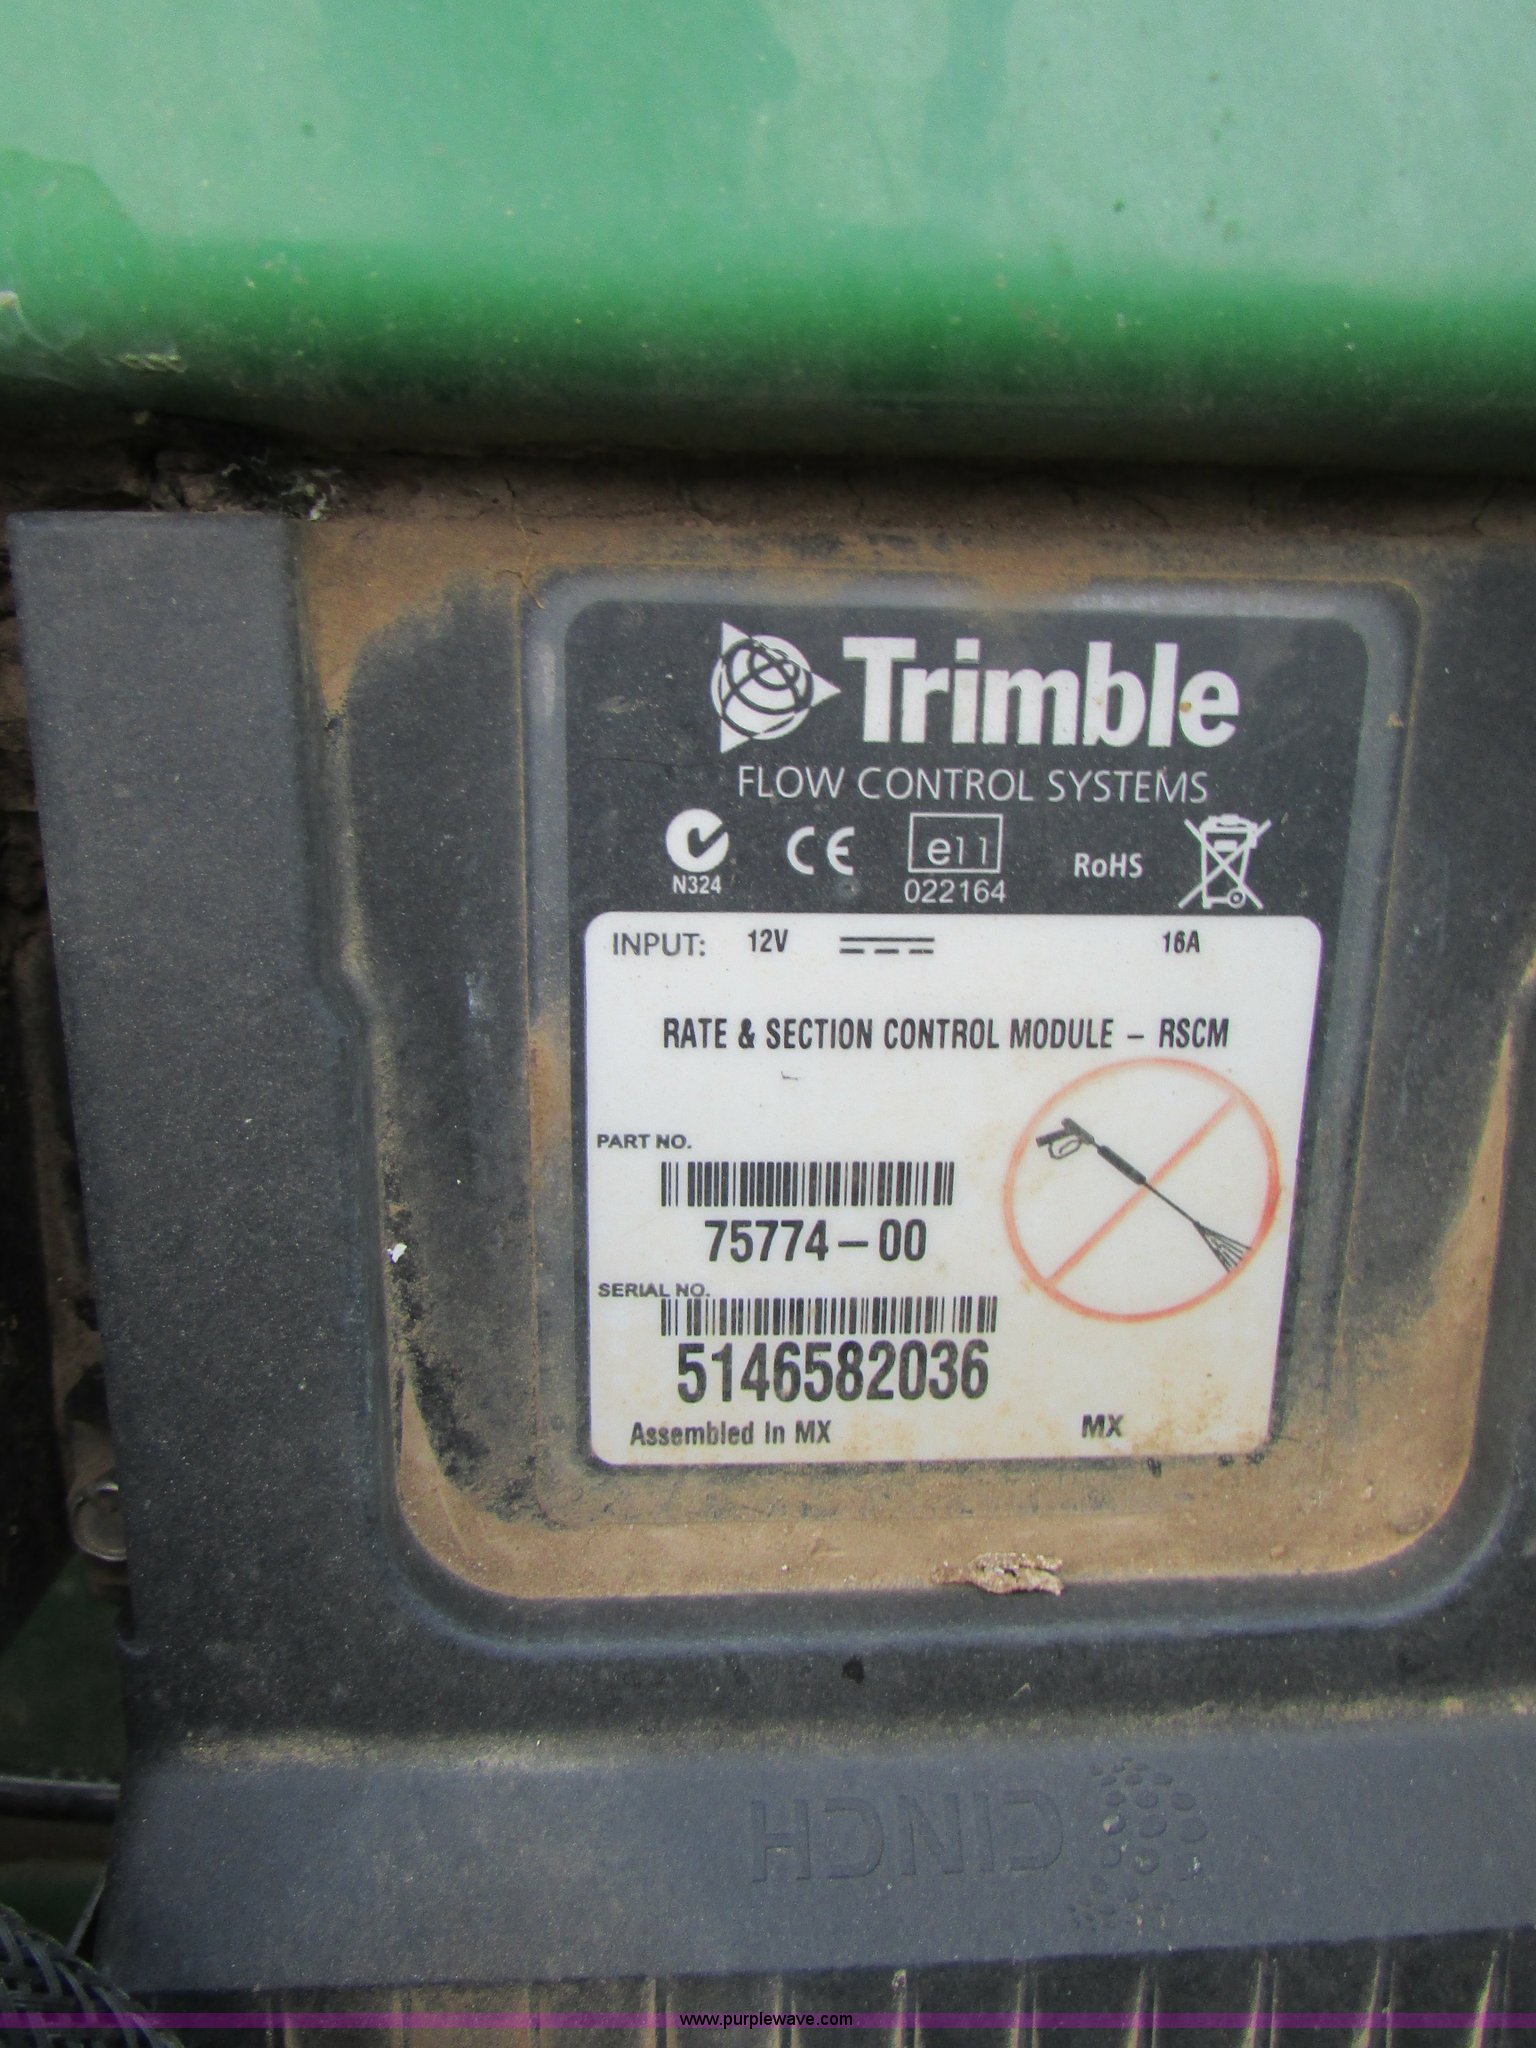 Trimble
FLOW CONTROL SYSTEMS
N324
CE
e11
022164
RoHS
INPUT: 12V 16A
RATE & SECTION CONTROL MODULE - RSCM
PART NO.
75774-00
SERIAL NO.
5146582036
Assembled in MX MX
CINCH
www.purplewave.com